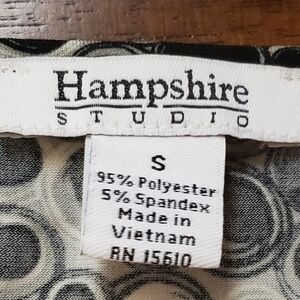 Hampshire
STUDIO
S
95% Polyester
5% Spandex
Made in
Vietnam
RN 15610